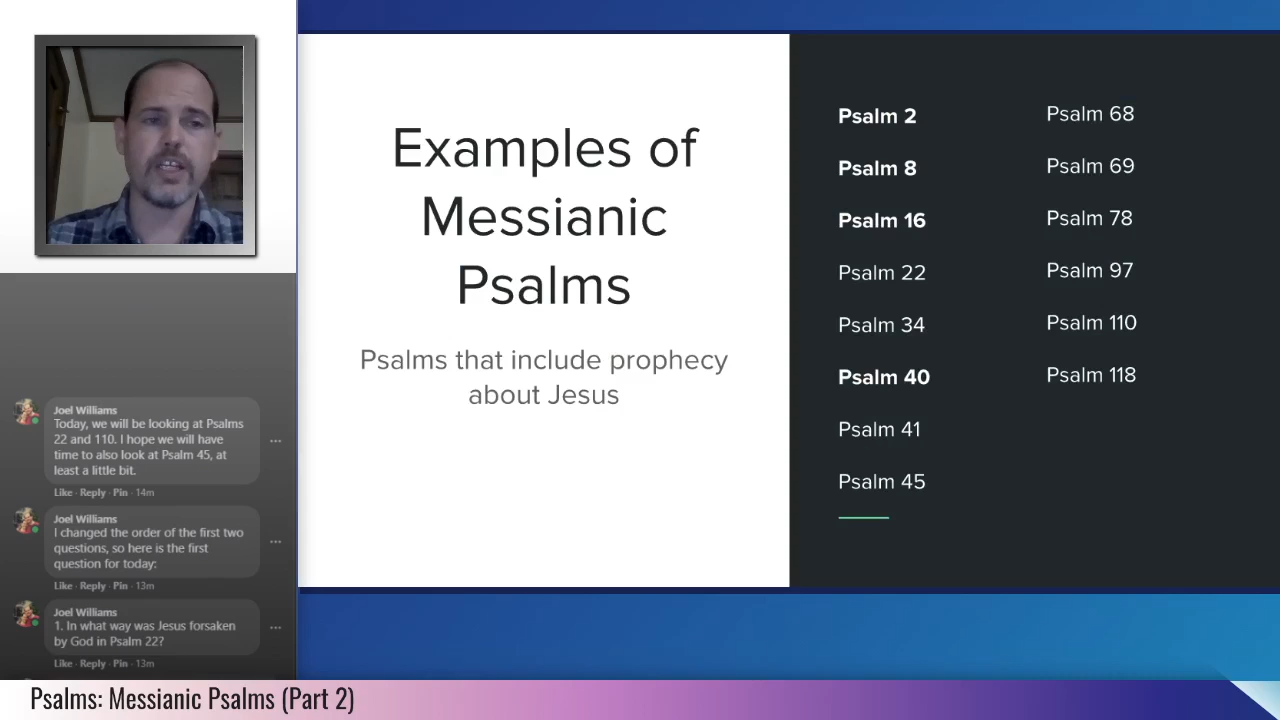 Examples of
Messianic
Psalms
Psalms that include prophecy
about Jesus
Psalm 2
Psalm 8
Psalm 16
Psalm 22
Psalm 34
Psalm 40
Psalm 41
Psalm 45
Psalm 68
Psalm 69
Psalm 78
Psalm 97
Psalm 110
Psalm 118
Joel Williams
Today, we will be looking at Psalms
22 and 110. I hope we will have
time to also look at Psalm 45, at
least a little bit.
Like · Reply · Pin · 14m
Joel Williams
I changed the order of the first two
questions, so here is the first
question for today:
Like · Reply · Pin · 13m
Joel Williams
1. In what way was Jesus forsaken
by God in Psalm 22?
Like · Reply · Pin · 13m
Psalms: Messianic Psalms (Part 2)